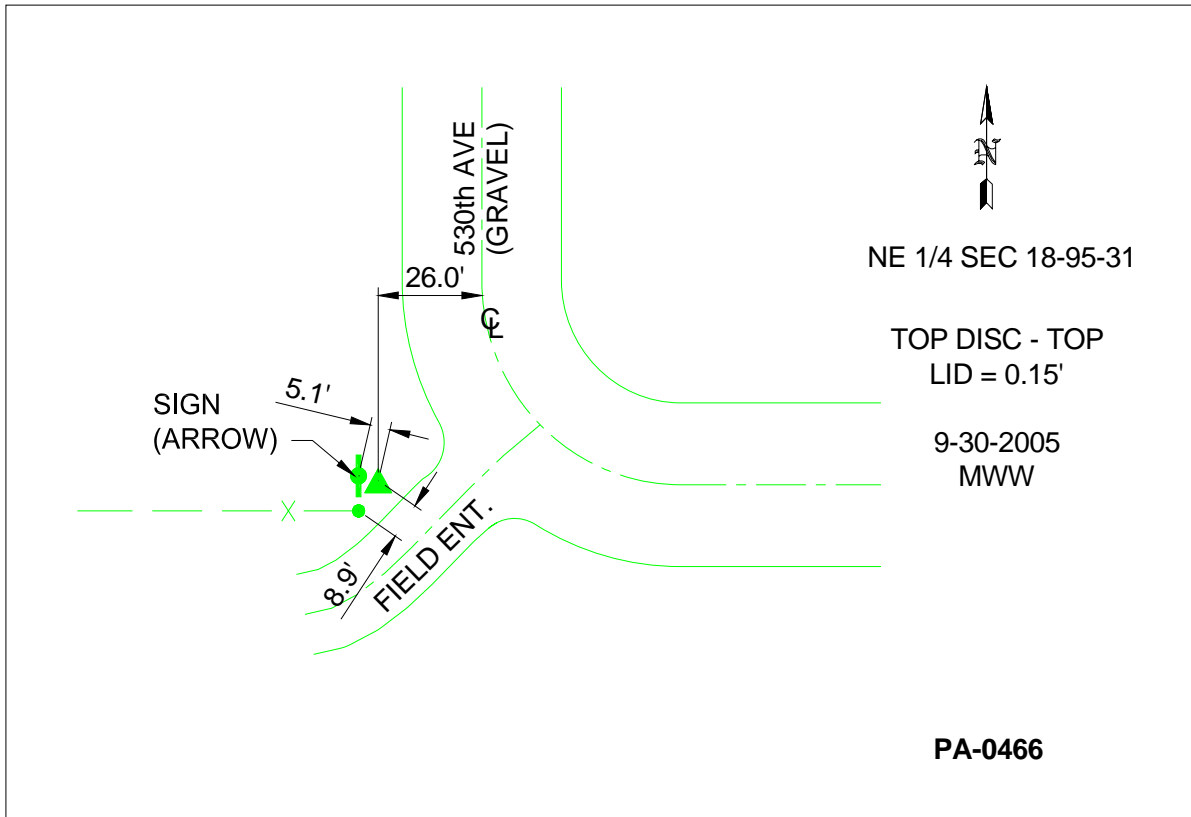 530th AVE
(GRAVEL)
N
NE 1/4 SEC 18-95-31
26.0'
CL
TOP DISC - TOP
LID = 0.15'
5.1'
SIGN
(ARROW)
9-30-2005
MWW
X
FIELD ENT.
8.9'
PA-0466